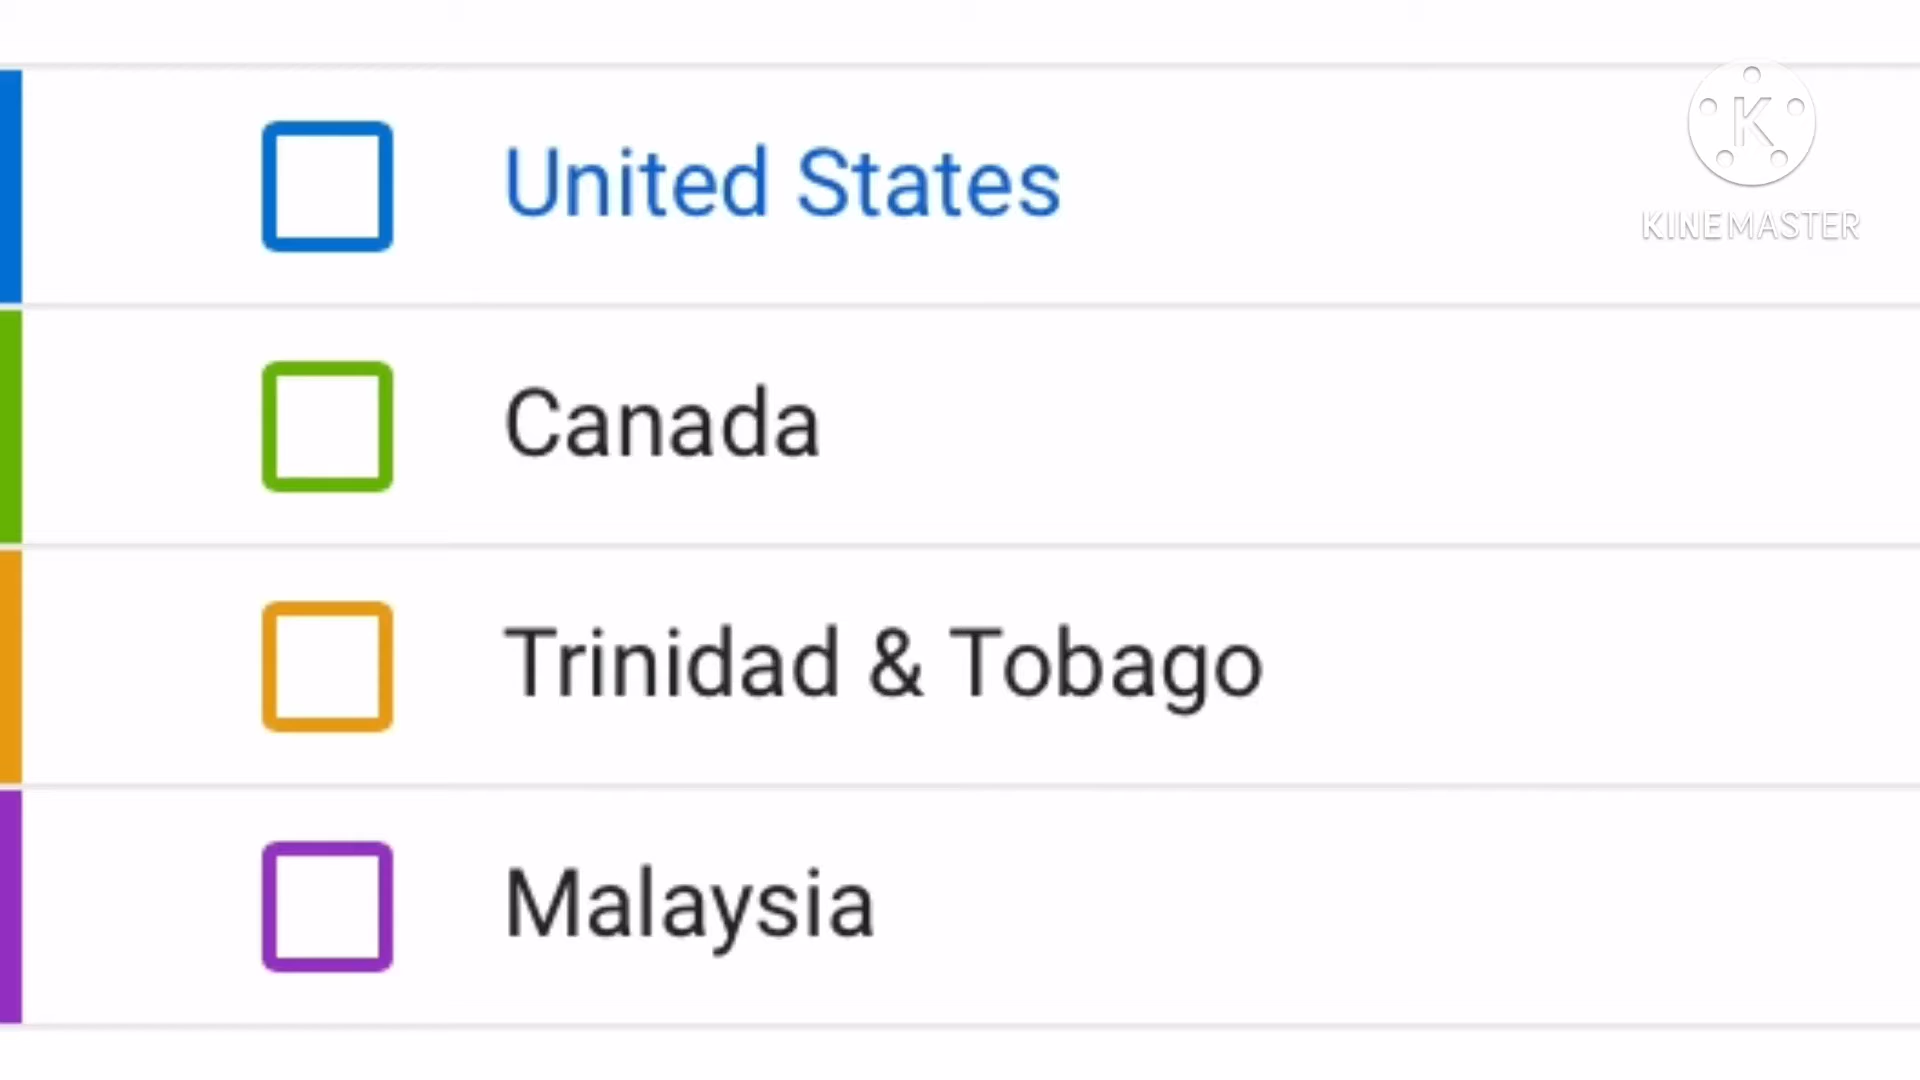 United States
K
KINEMASTER
Canada
Trinidad & Tobago
Malaysia